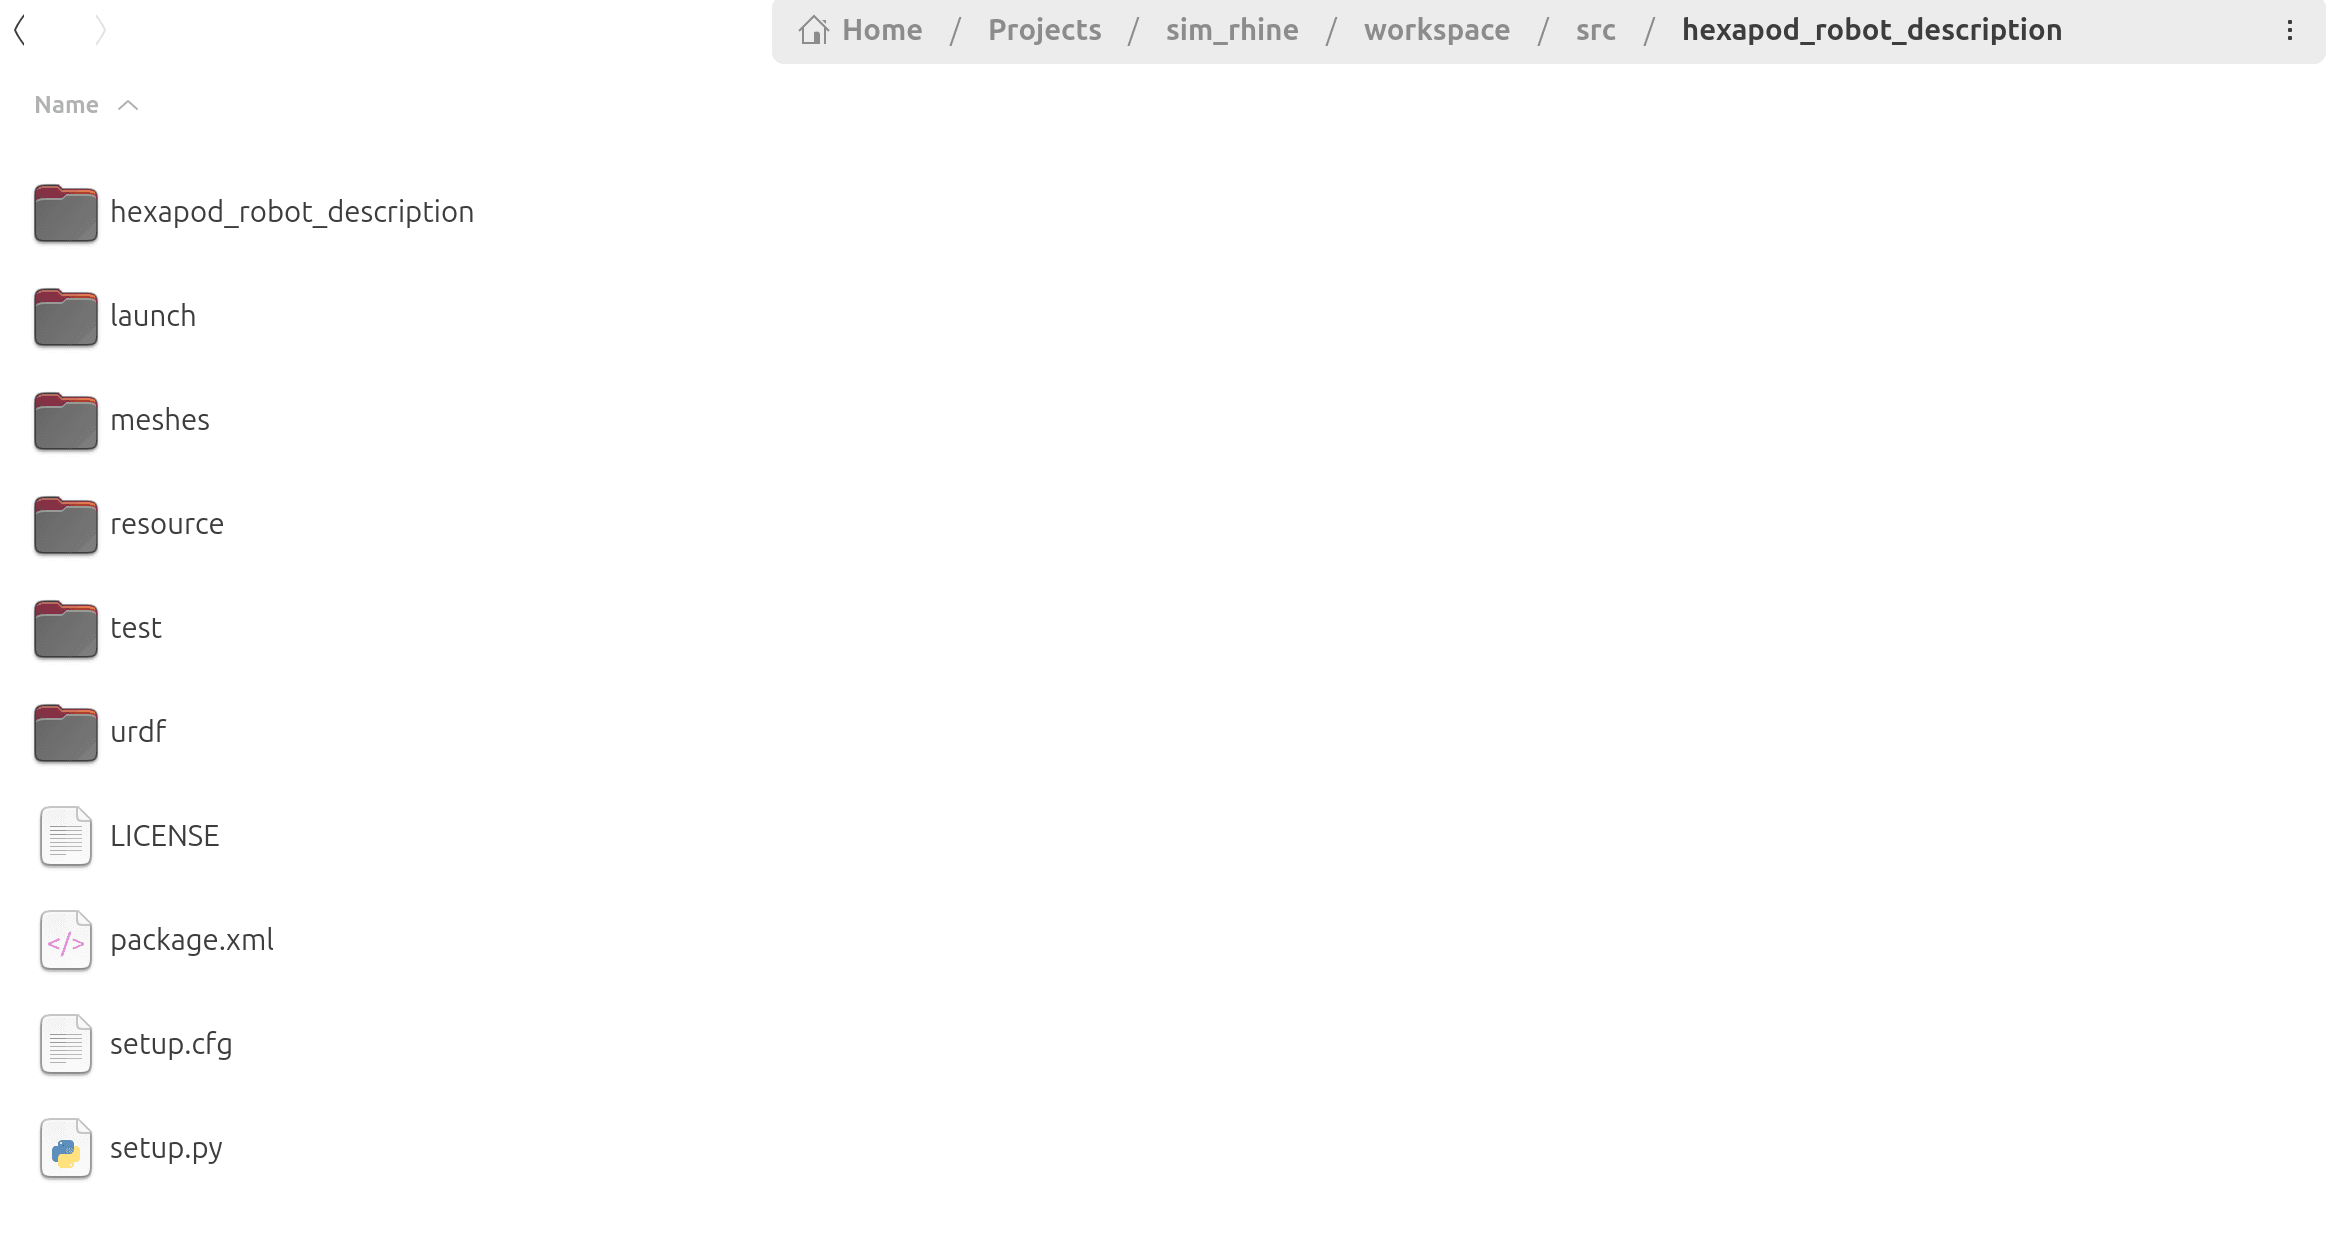 Home / Projects / sim_rhine / workspace / src / hexapod_robot_description
Name
hexapod_robot_description
launch
meshes
resource
test
urdf
LICENSE
package.xml
setup.cfg
setup.py